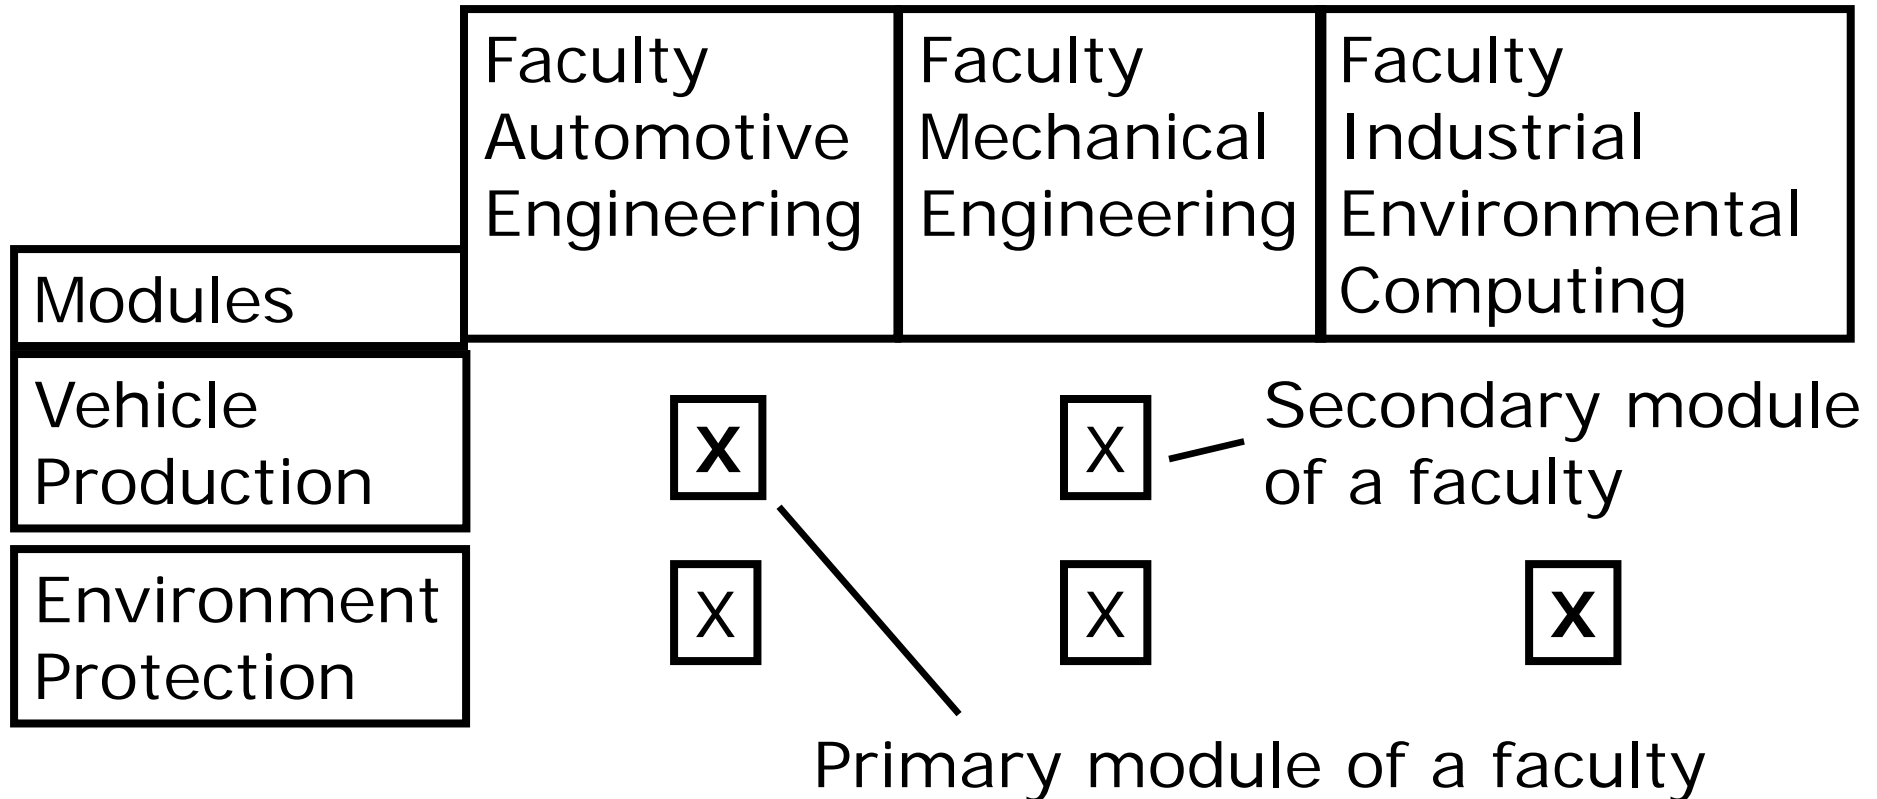 Faculty
Automotive
Engineering
Faculty
Mechanical
Engineering
Faculty
Industrial
Environmental
Computing
Modules
Vehicle
Production
X
X
Secondary module
of a faculty
Environment
Protection
X
X
X
Primary module of a faculty